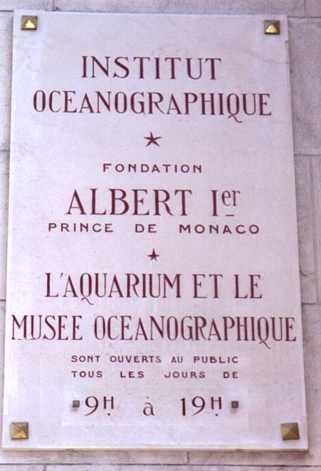 INSTITUT
OCEANOGRAPHIQUE
FONDATION
ALBERT Ier
PRINCE DE MONACO
L'AQUARIUM ET LE
MUSEE OCEANOGRAPHIQUE
SONT OUVERTS AU PUBLIC
TOUS LES JOURS DE
9H à 19H